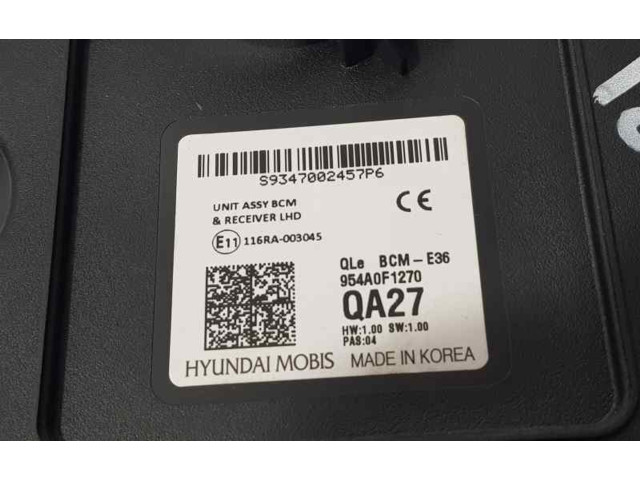 S9347002457P6
UNIT ASSY BCM
& RECEIVER LHD
CE
E11 116RA-003045
QLe BCM-E36
954A0F1270
QA27
HW:1.00 SW:1.00
PAS:04
HYUNDAI MOBIS MADE IN KOREA